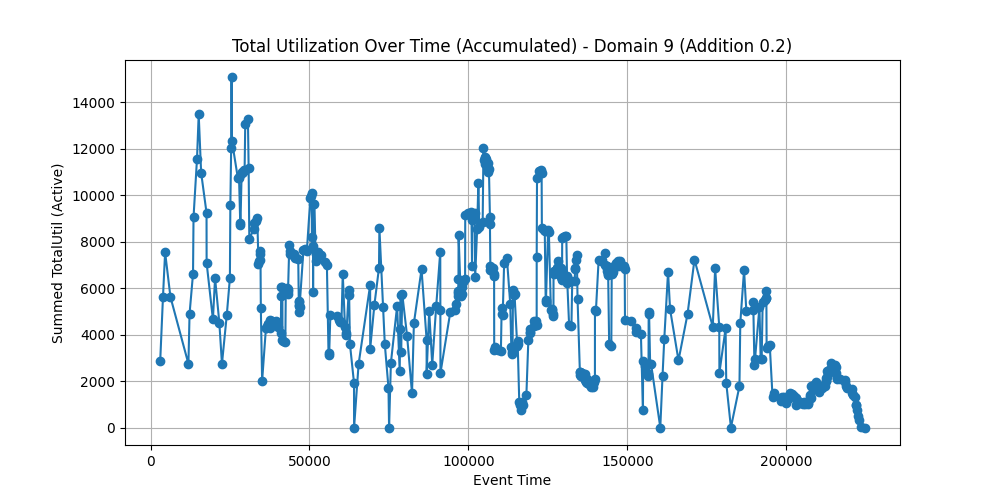 Total Utilization Over Time (Accumulated) - Domain 9 (Addition 0.2)
Summed TotalUtil (Active)
14000
12000
10000
8000
6000
4000
2000
0
0 50000 100000 150000 200000
Event Time